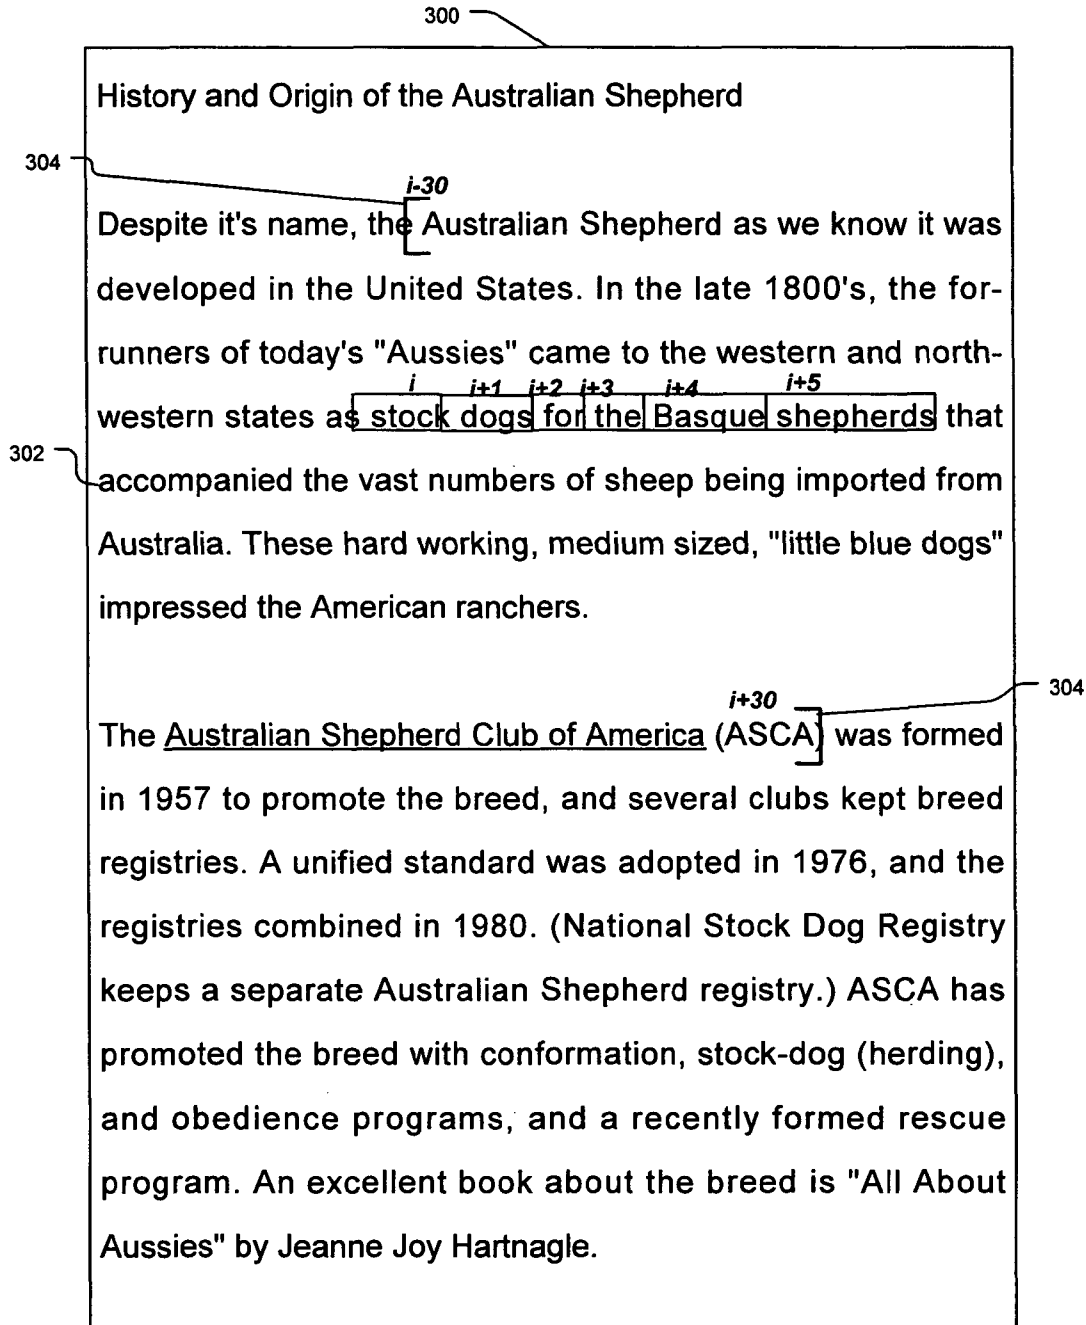 300
History and Origin of the Australian Shepherd
304
i-30
Despite it's name, the Australian Shepherd as we know it was
developed in the United States. In the late 1800's, the for-
runners of today's "Aussies" came to the western and north-
i i+1 i+2 i+3 i+4 i+5
western states as stock dogs for the Basque shepherds that
302
accompanied the vast numbers of sheep being imported from
Australia. These hard working, medium sized, "little blue dogs"
impressed the American ranchers.
i+30
304
The Australian Shepherd Club of America (ASCA) was formed
in 1957 to promote the breed, and several clubs kept breed
registries. A unified standard was adopted in 1976, and the
registries combined in 1980. (National Stock Dog Registry
keeps a separate Australian Shepherd registry.) ASCA has
promoted the breed with conformation, stock-dog (herding),
and obedience programs, and a recently formed rescue
program. An excellent book about the breed is "All About
Aussies" by Jeanne Joy Hartnagle.